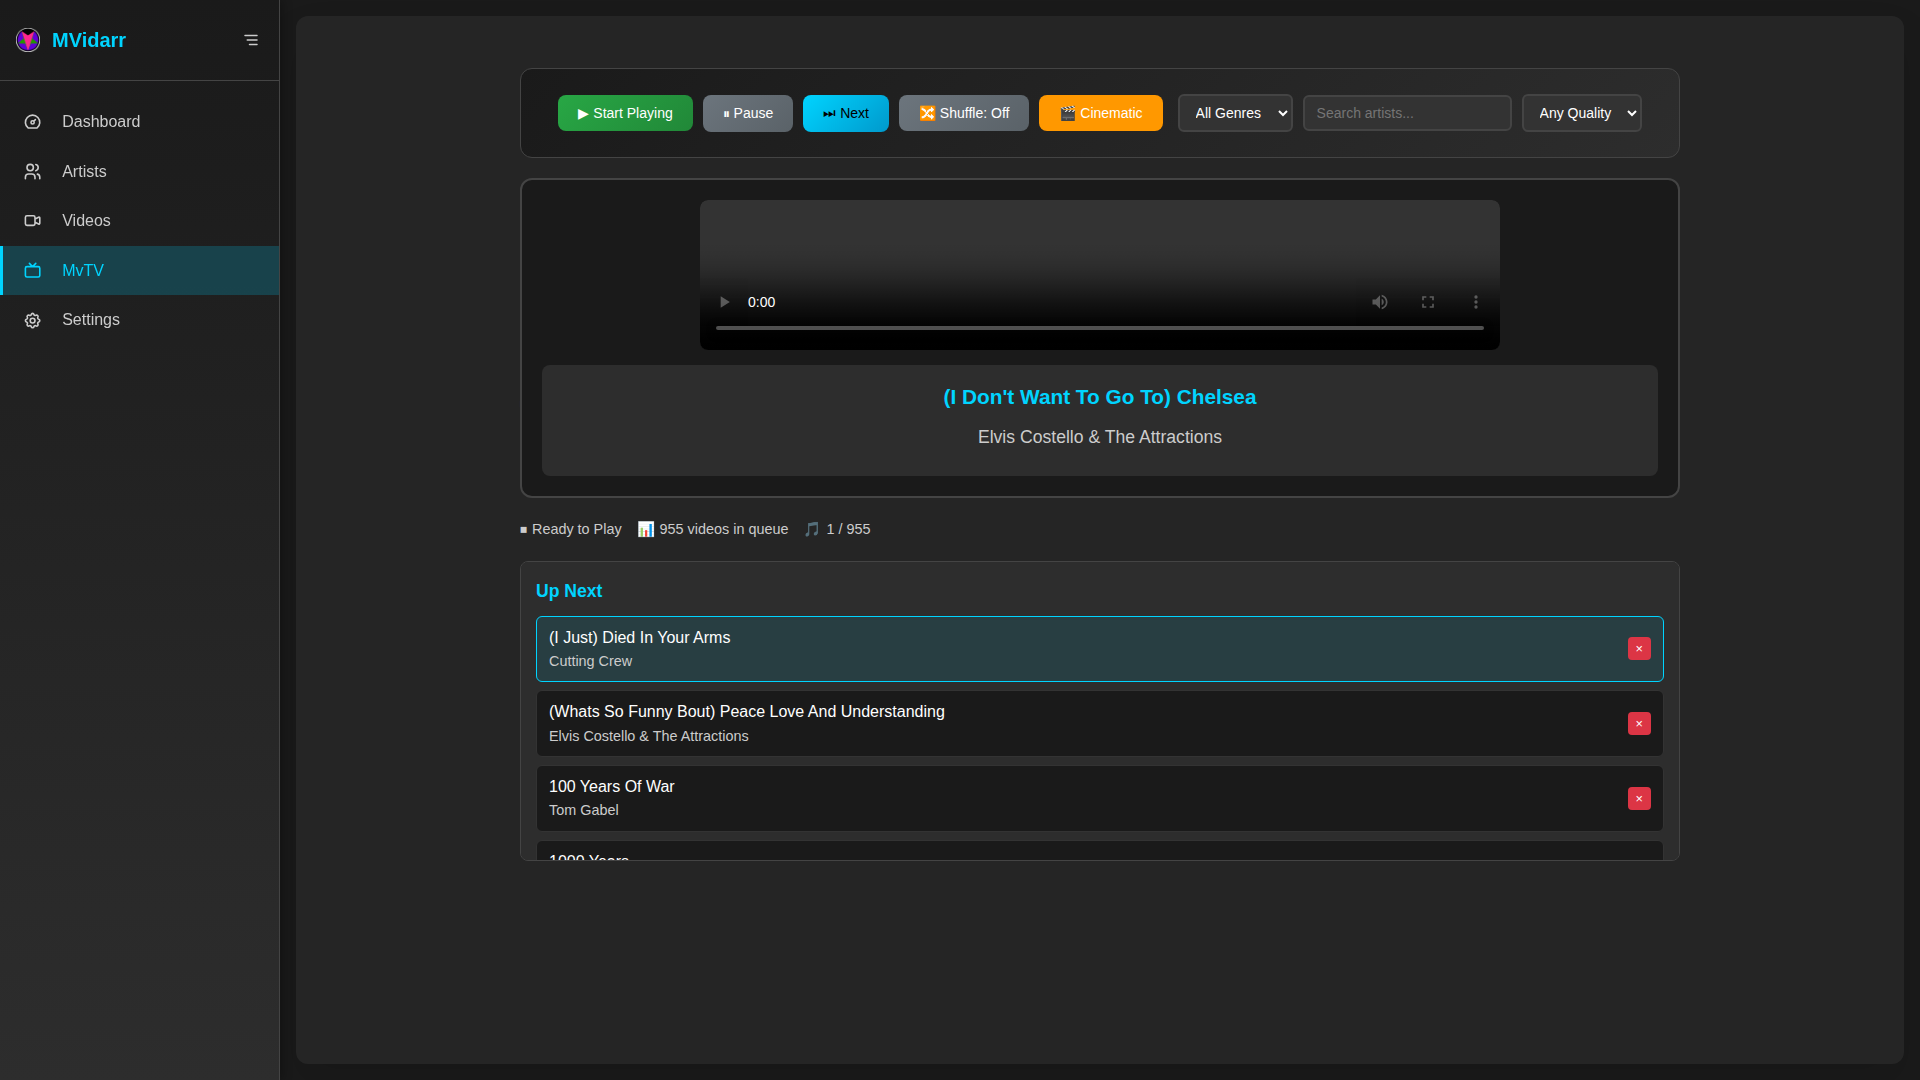 MVidarr
Dashboard
Artists
Videos
MvTV
Settings
▶ Start Playing
⏸ Pause
⏭ Next
🔀 Shuffle: Off
🎬 Cinematic
All Genres
Search artists...
Any Quality
0:00
(I Don't Want To Go To) Chelsea
Elvis Costello & The Attractions
⏹ Ready to Play 📊 955 videos in queue 🎵 1 / 955
Up Next
(I Just) Died In Your Arms
Cutting Crew
×
(Whats So Funny Bout) Peace Love And Understanding
Elvis Costello & The Attractions
×
100 Years Of War
Tom Gabel
×
1000 Years